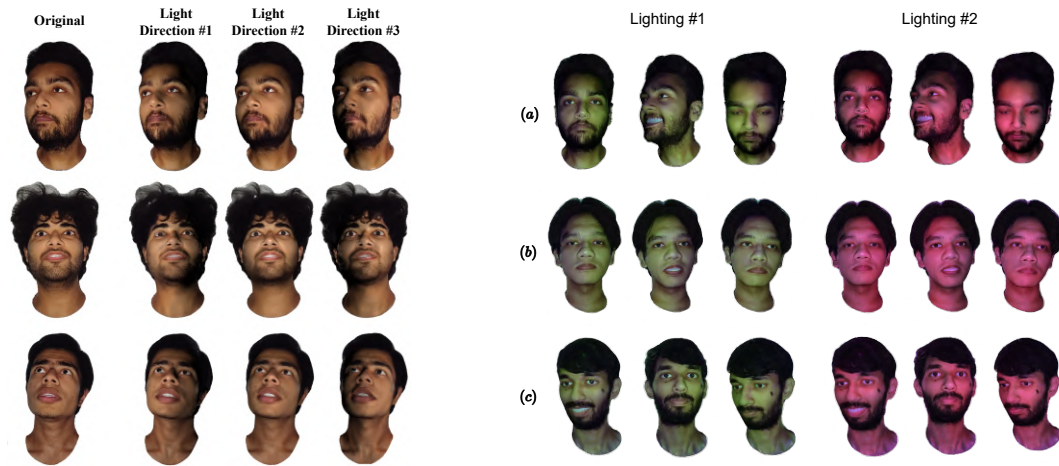 Original
Light
Direction #1
Light
Direction #2
Light
Direction #3
Lighting #1
Lighting #2
(a)
(b)
(c)